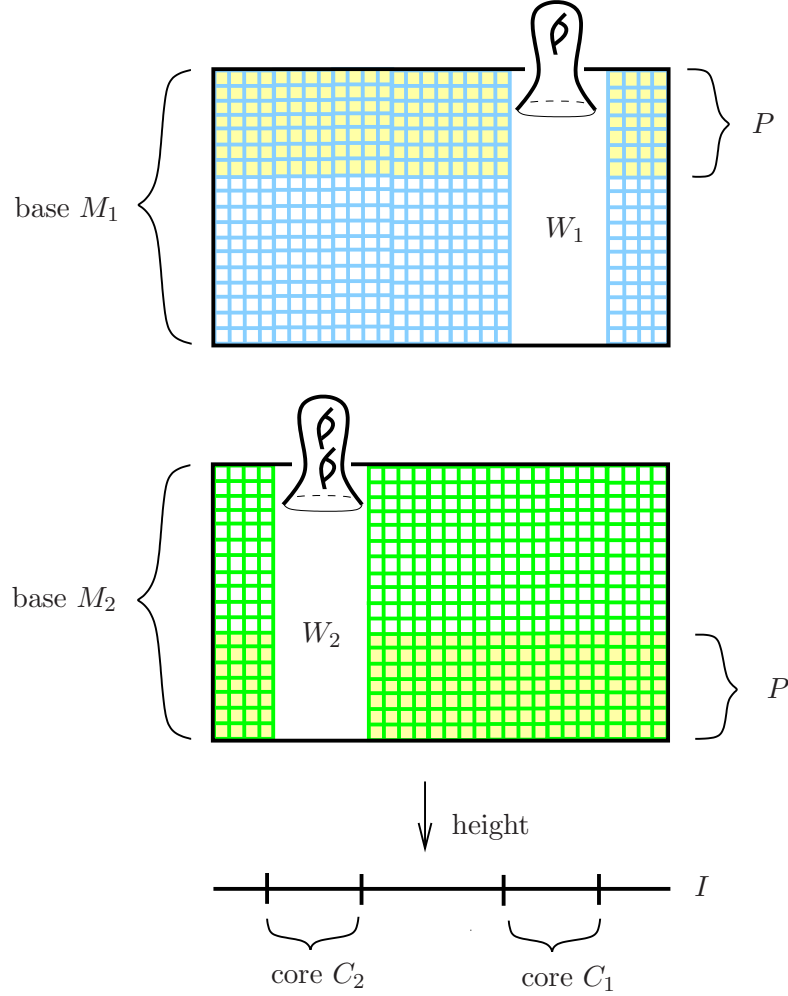 P
base M₁
W₁
base M₂
W₂
P
height
I
core C₂
core C₁